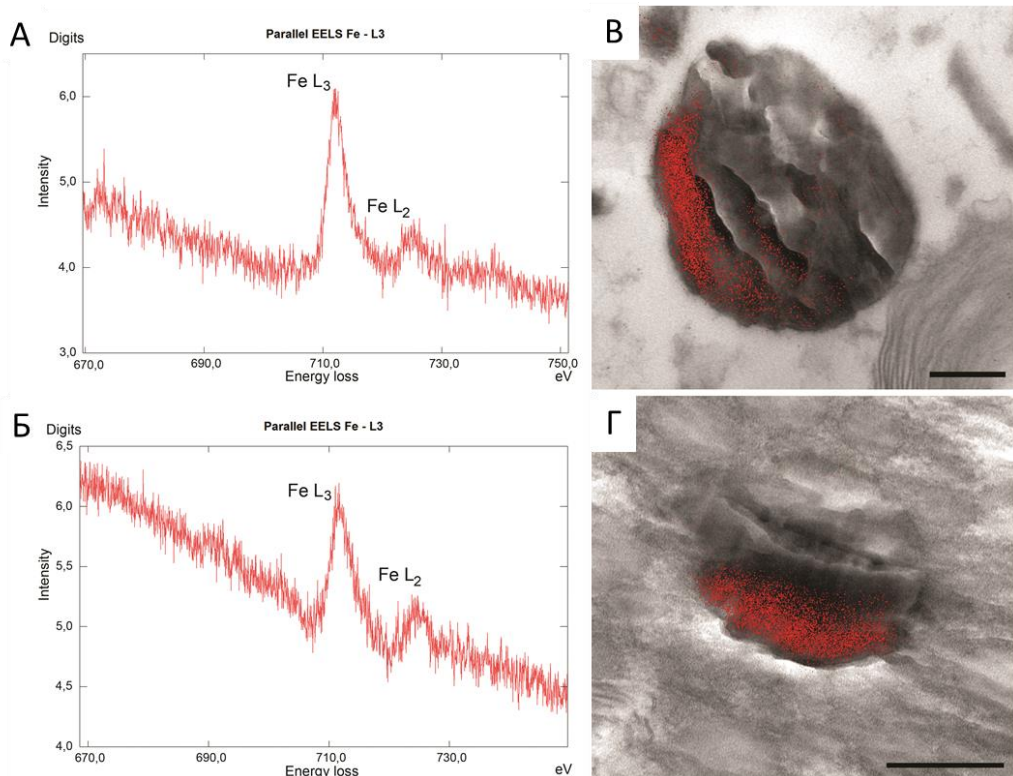 А
Digits
Parallel EELS Fe - L3
Fe L3
Fe L2
6,0
5,0
4,0
3,0
Intensity
670,0 690,0 710,0 730,0 750,0
Energy loss eV
В
Б
Digits
Parallel EELS Fe - L3
Fe L3
Fe L2
6,5
6,0
5,5
5,0
4,5
4,0
Intensity
670,0 690,0 710,0 730,0
Energy loss eV
Г